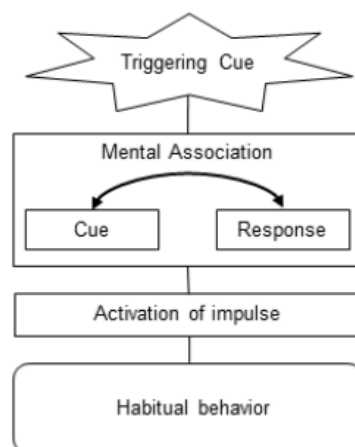 Triggering Cue
Mental Association
Cue
Response
Activation of impulse
Habitual behavior